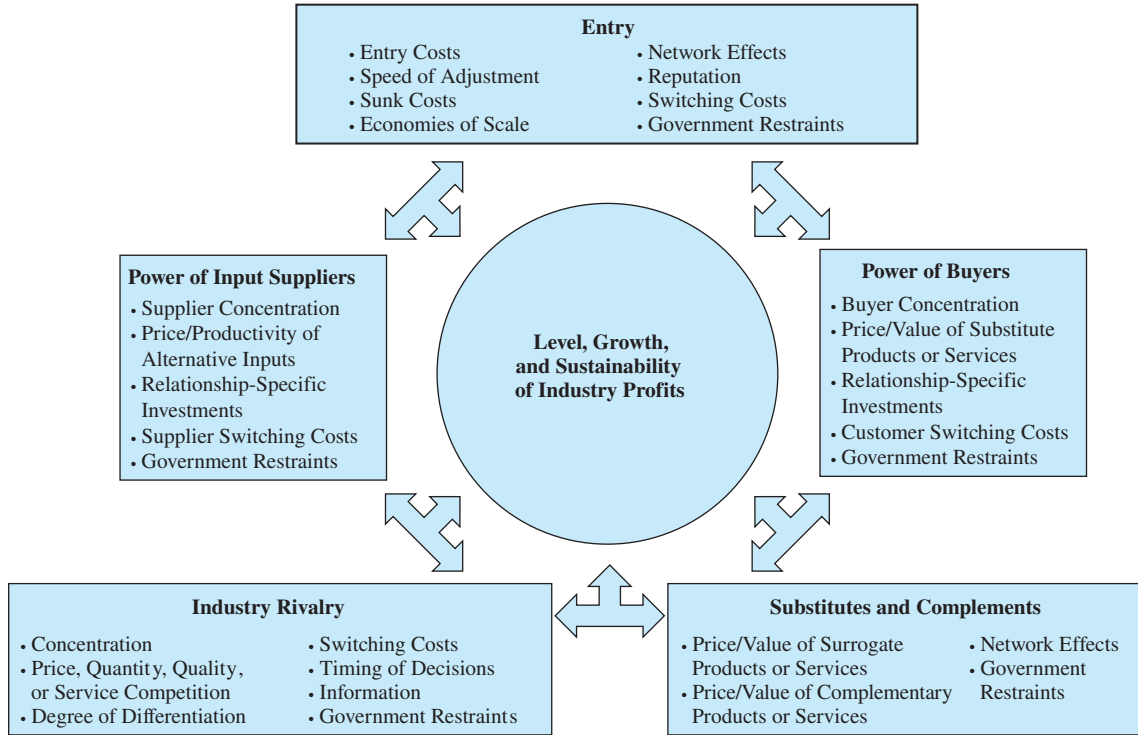 Entry
• Entry Costs
• Speed of Adjustment
• Sunk Costs
• Economies of Scale
• Network Effects
• Reputation
• Switching Costs
• Government Restraints
Power of Input Suppliers
• Supplier Concentration
• Price/Productivity of
Alternative Inputs
• Relationship-Specific
Investments
• Supplier Switching Costs
• Government Restraints
Level, Growth,
and Sustainability
of Industry Profits
Power of Buyers
• Buyer Concentration
• Price/Value of Substitute
Products or Services
• Relationship-Specific
Investments
• Customer Switching Costs
• Government Restraints
Industry Rivalry
• Concentration
• Price, Quantity, Quality,
or Service Competition
• Degree of Differentiation
• Switching Costs
• Timing of Decisions
• Information
• Government Restraints
Substitutes and Complements
• Price/Value of Surrogate
Products or Services
• Price/Value of Complementary
Products or Services
• Network Effects
• Government
Restraints